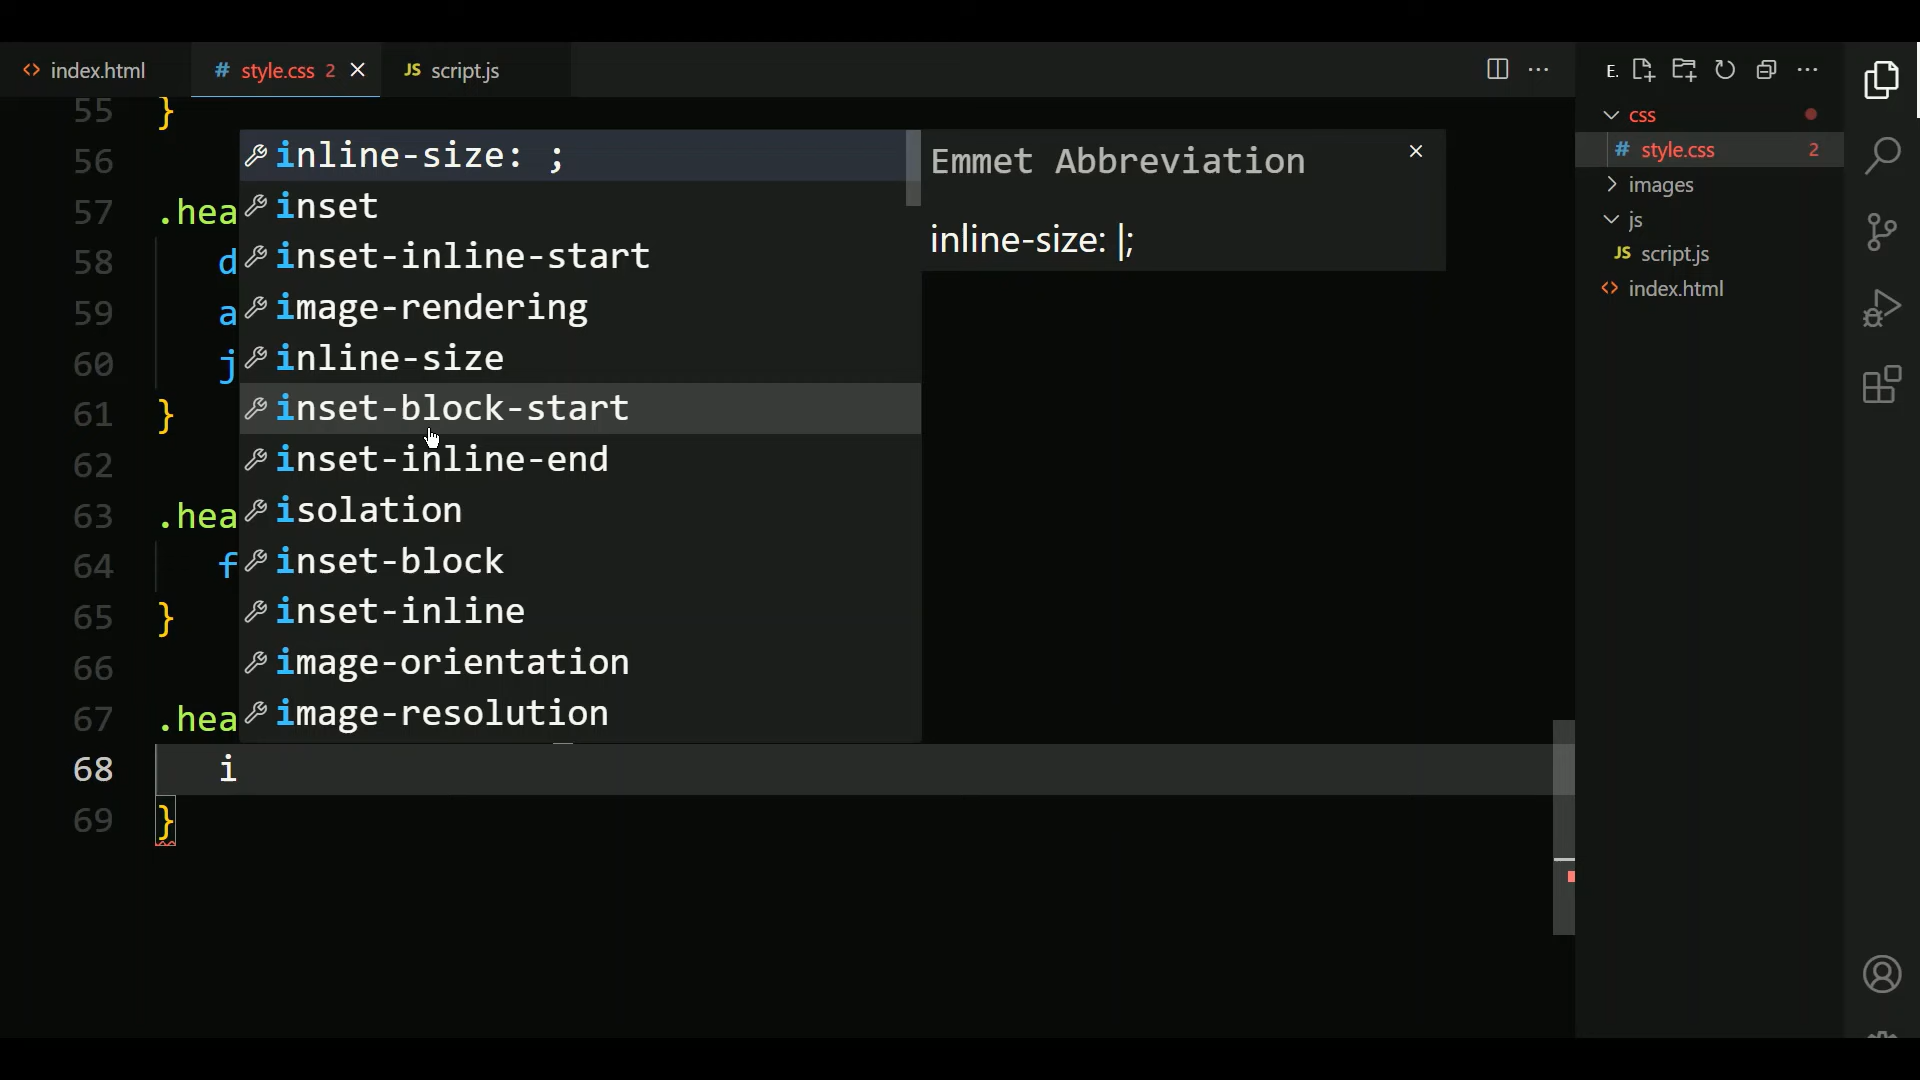 index.html
style.css 2
JS script.js
E.
55 }
56
57 .hea
58 d
59 a
60 j
61 }
62
63 .hea
64 f
65 }
66
67 .hea
68 i
69 }
inline-size: ;
inset
inset-inline-start
image-rendering
inline-size
inset-block-start
inset-inline-end
isolation
inset-block
inset-inline
image-orientation
image-resolution
Emmet Abbreviation
inline-size: |;
css
# style.css 2
images
js
JS script.js
index.html